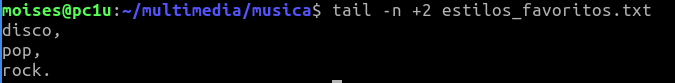 moises@pc1u:~/multimedia/musica$ tail -n +2 estilos_favoritos.txt
disco,
pop,
rock.